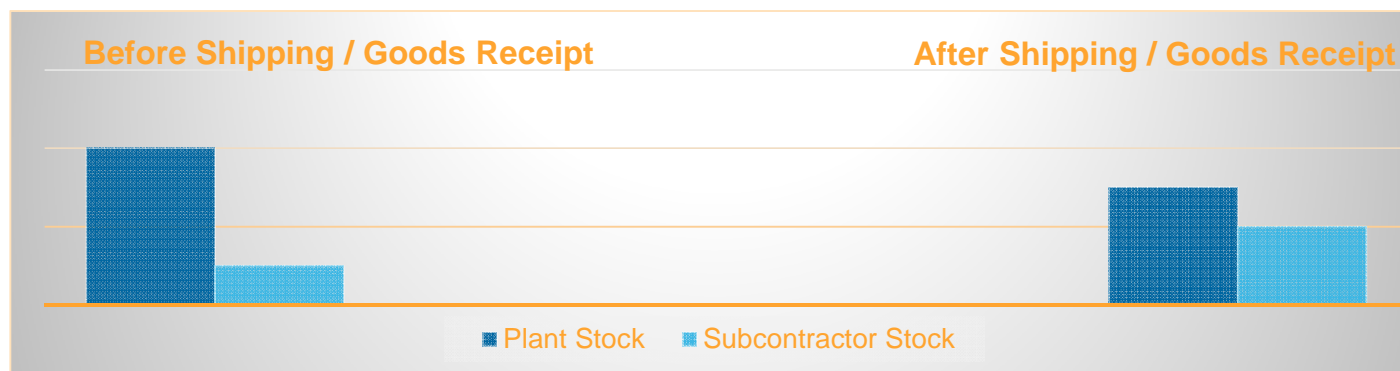 Before Shipping / Goods Receipt
After Shipping / Goods Receipt
Plant Stock
Subcontractor Stock